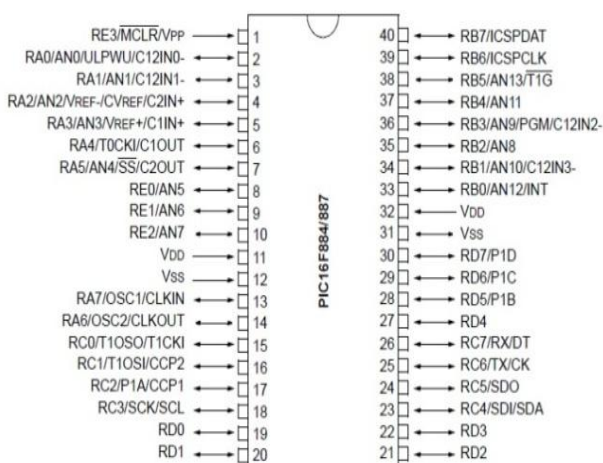 RE3/MCLR/VPP 1
RA0/AN0/ULPWU/C12IN0- 2
RA1/AN1/C12IN1- 3
RA2/AN2/VREF-/CVREF/C2IN+ 4
RA3/AN3/VREF+/C1IN+ 5
RA4/T0CKI/C1OUT 6
RA5/AN4/SS/C2OUT 7
RE0/AN5 8
RE1/AN6 9
RE2/AN7 10
VDD 11
VSS 12
RA7/OSC1/CLKIN 13
RA6/OSC2/CLKOUT 14
RC0/T1OSO/T1CKI 15
RC1/T1OSI/CCP2 16
RC2/P1A/CCP1 17
RC3/SCK/SCL 18
RD0 19
RD1 20
PIC16F884/887
40 RB7/ICSPDAT
39 RB6/ICSPCLK
38 RB5/AN13/T1G
37 RB4/AN11
36 RB3/AN9/PGM/C12IN2-
35 RB2/AN8
34 RB1/AN10/C12IN3-
33 RB0/AN12/INT
32 VDD
31 VSS
30 RD7/P1D
29 RD6/P1C
28 RD5/P1B
27 RD4
26 RC7/RX/DT
25 RC6/TX/CK
24 RC5/SDO
23 RC4/SDI/SDA
22 RD3
21 RD2